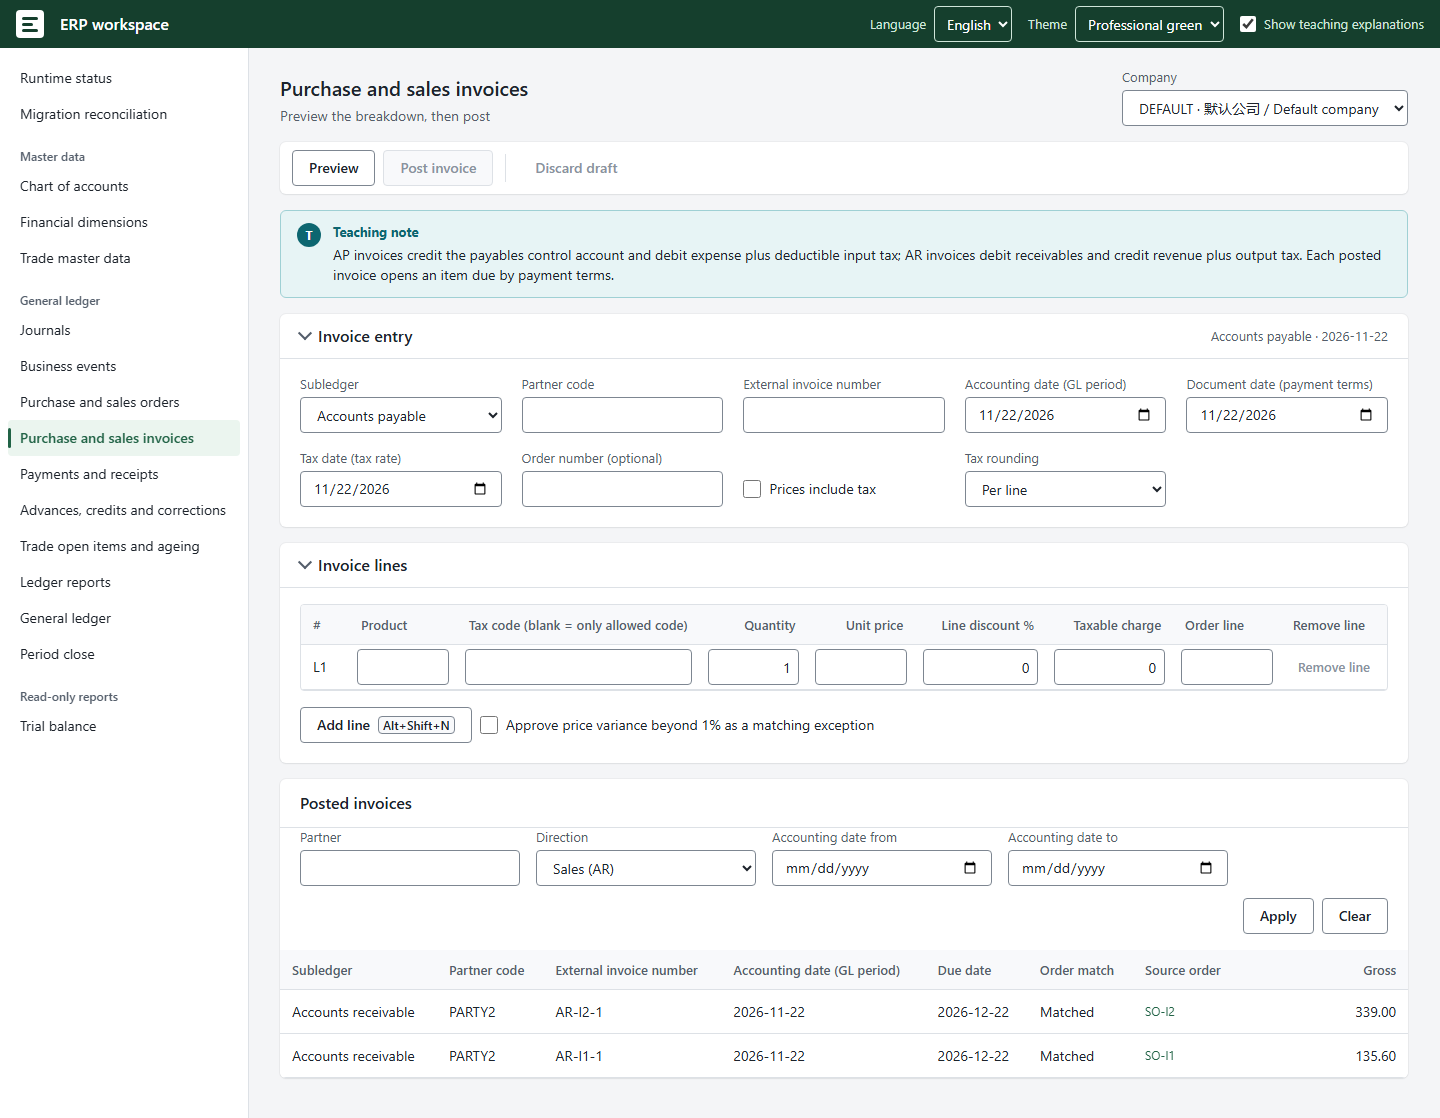 ERP workspace
Language English Theme Professional green Show teaching explanations
Runtime status
Migration reconciliation
Master data
Chart of accounts
Financial dimensions
Trade master data
General ledger
Journals
Business events
Purchase and sales orders
Purchase and sales invoices
Payments and receipts
Advances, credits and corrections
Trade open items and ageing
Ledger reports
General ledger
Period close
Read-only reports
Trial balance
Purchase and sales invoices
Preview the breakdown, then post
Company
DEFAULT · 默认公司 / Default company
Preview Post invoice Discard draft
T Teaching note
AP invoices credit the payables control account and debit expense plus deductible input tax; AR invoices debit receivables and credit revenue plus output tax. Each posted
invoice opens an item due by payment terms.
Invoice entry Accounts payable · 2026-11-22
Subledger Partner code External invoice number Accounting date (GL period) Document date (payment terms)
Accounts payable 11/22/2026 11/22/2026
Tax date (tax rate) Order number (optional) Tax rounding
11/22/2026 Prices include tax Per line
Invoice lines
# Product Tax code (blank = only allowed code) Quantity Unit price Line discount % Taxable charge Order line Remove line
L1 1 0 0 Remove line
Add line Alt+Shift+N Approve price variance beyond 1% as a matching exception
Posted invoices
Partner Direction Accounting date from Accounting date to
Sales (AR) mm/dd/yyyy mm/dd/yyyy
Apply Clear
Subledger Partner code External invoice number Accounting date (GL period) Due date Order match Source order Gross
Accounts receivable PARTY2 AR-I2-1 2026-11-22 2026-12-22 Matched SO-I2 339.00
Accounts receivable PARTY2 AR-I1-1 2026-11-22 2026-12-22 Matched SO-I1 135.60